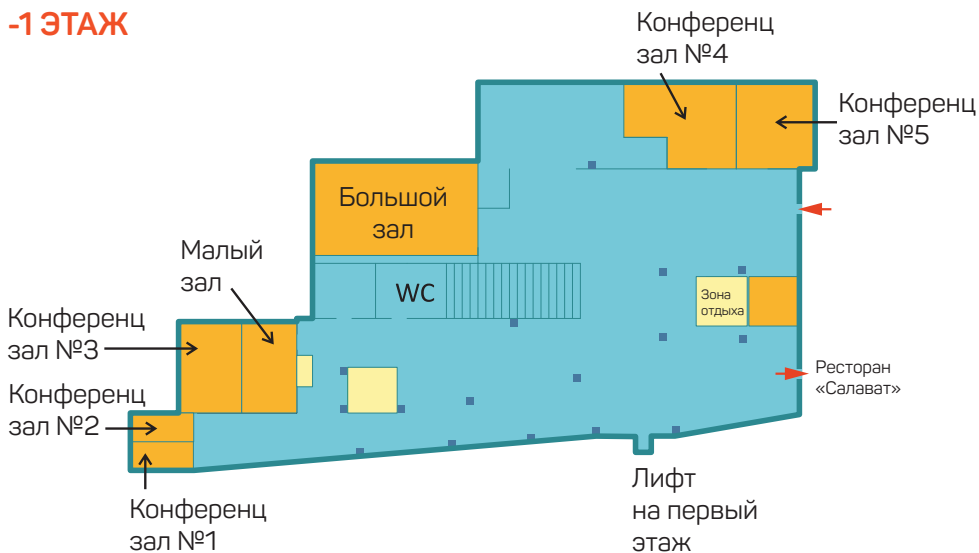 -1 ЭТАЖ
Конференц
зал №4
Конференц
зал №5
Большой
зал
Малый
зал
WC
Зона
отдыха
Конференц
зал №3
Ресторан
«Салават»
Конференц
зал №2
Конференц
зал №1
Лифт
на первый
этаж